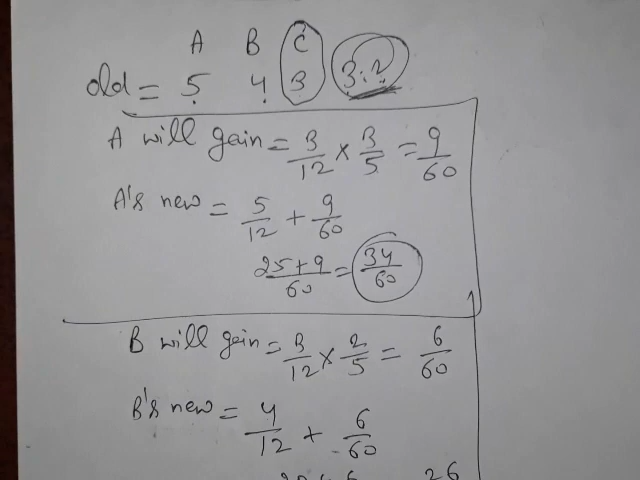 A B C
old = 5 4 3 3:2
A will gain = 3/12 × 3/5 = 9/60
A's new = 5/12 + 9/60
25+9/60 = 34/60
B will gain = 3/12 × 2/5 = 6/60
B's new = 4/12 + 6/60
26